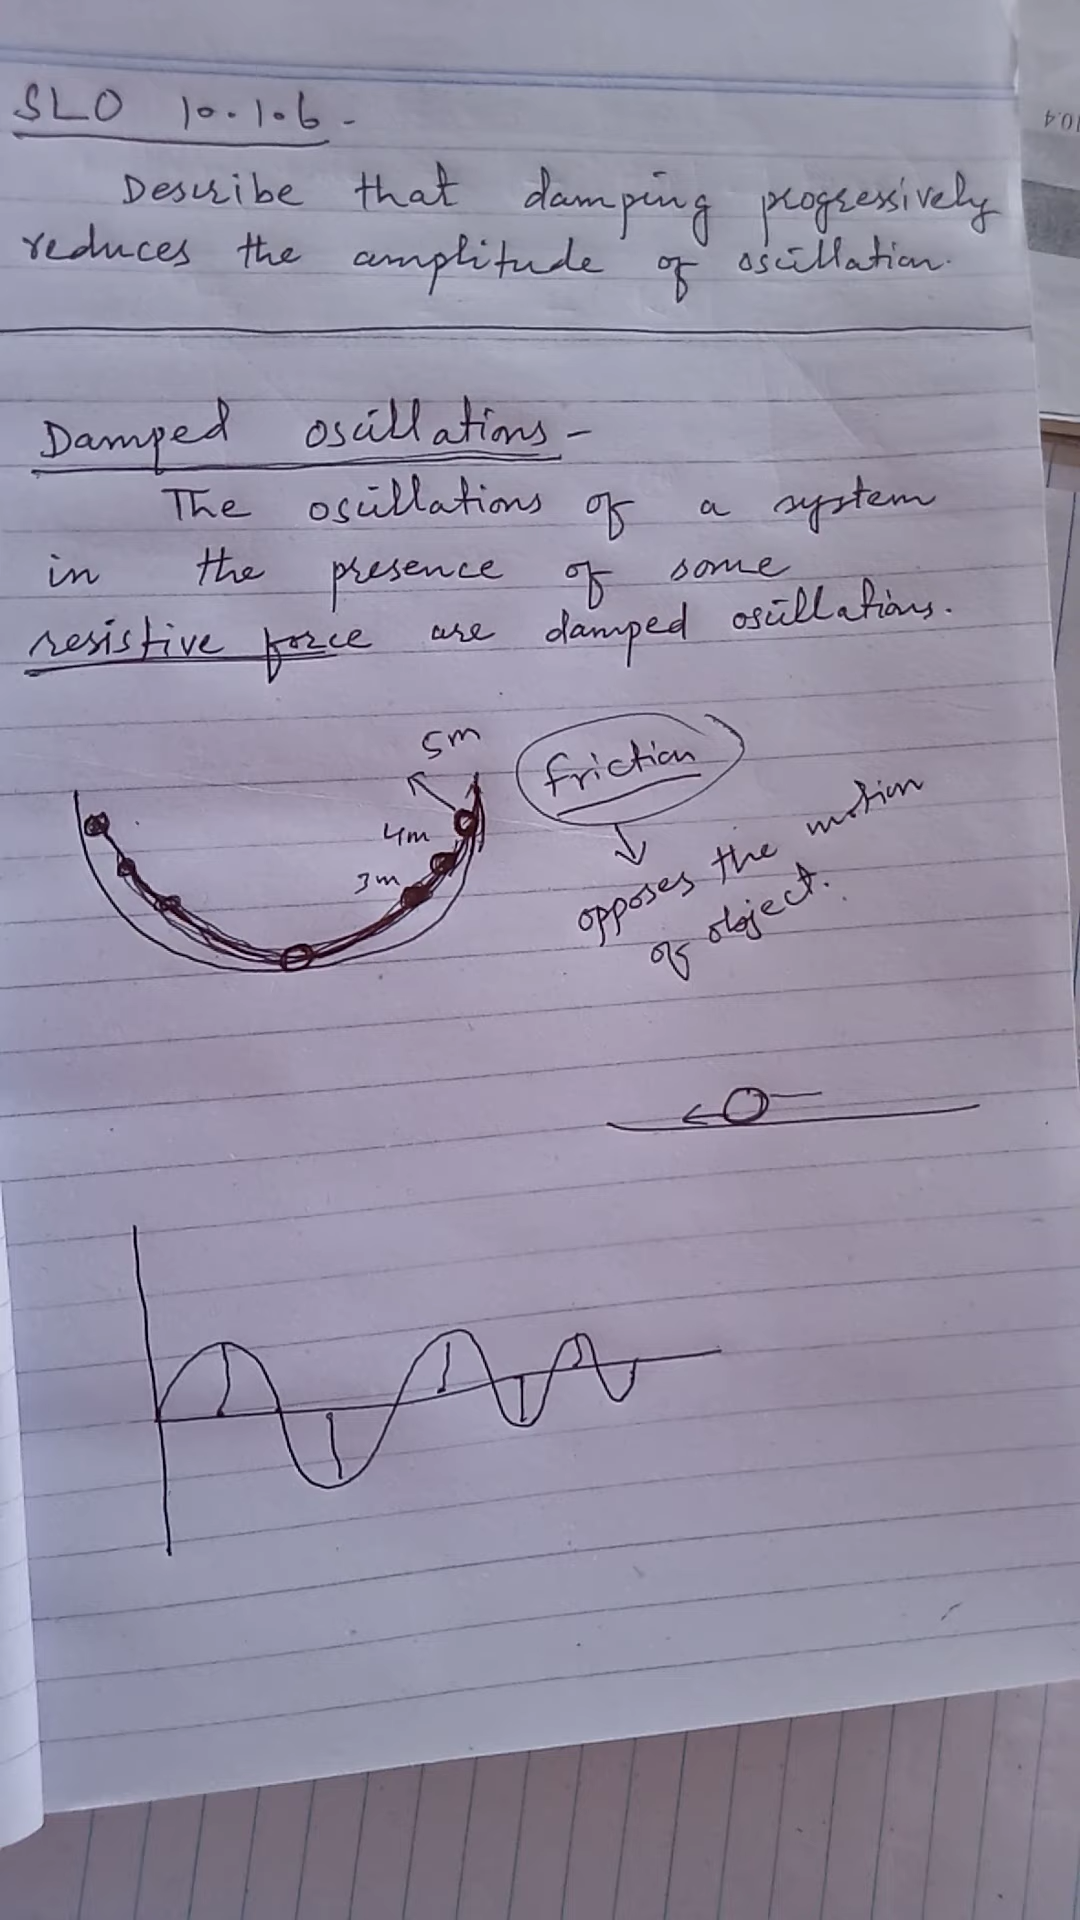 SLO 10.1.6-
Describe that damping progressively
reduces the amplitude of oscillation.
Damped oscillations -
The oscillations of a system
in the presence of some
resistive force are damped oscillations.
5m
friction
4m
3m
opposes the motion
of object.
10.4